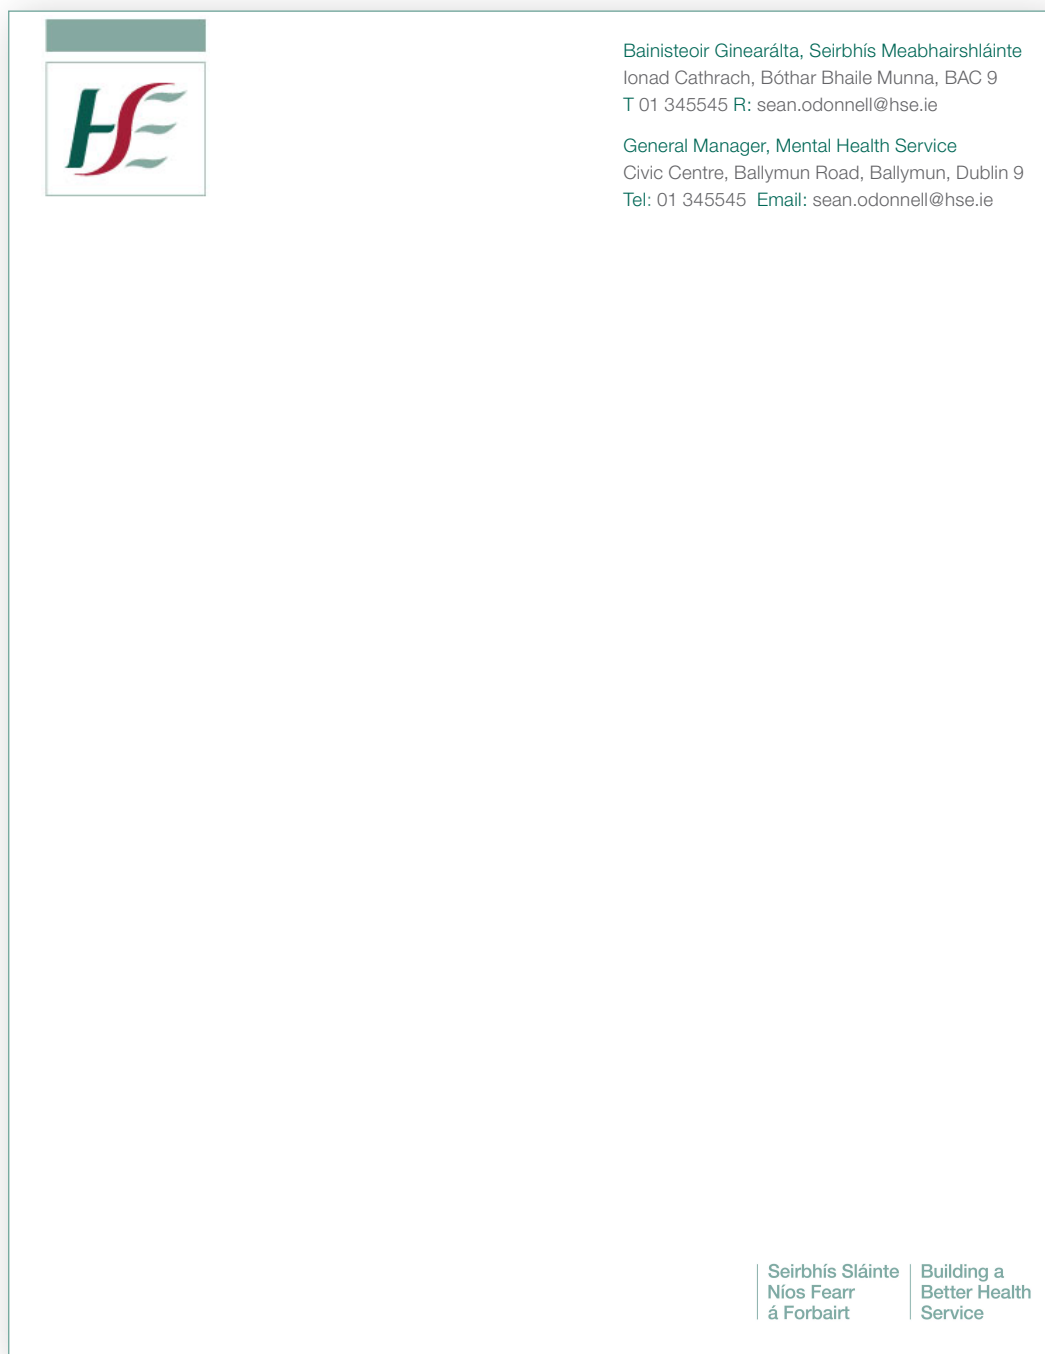 HSE
Bainisteoir Ginearálta, Seirbhís Meabhairshláinte
Ionad Cathrach, Bóthar Bhaile Munna, BAC 9
T 01 345545 R: sean.odonnell@hse.ie
General Manager, Mental Health Service
Civic Centre, Ballymun Road, Ballymun, Dublin 9
Tel: 01 345545 Email: sean.odonnell@hse.ie
Seirbhís Sláinte
Níos Fearr
á Forbairt
Building a
Better Health
Service